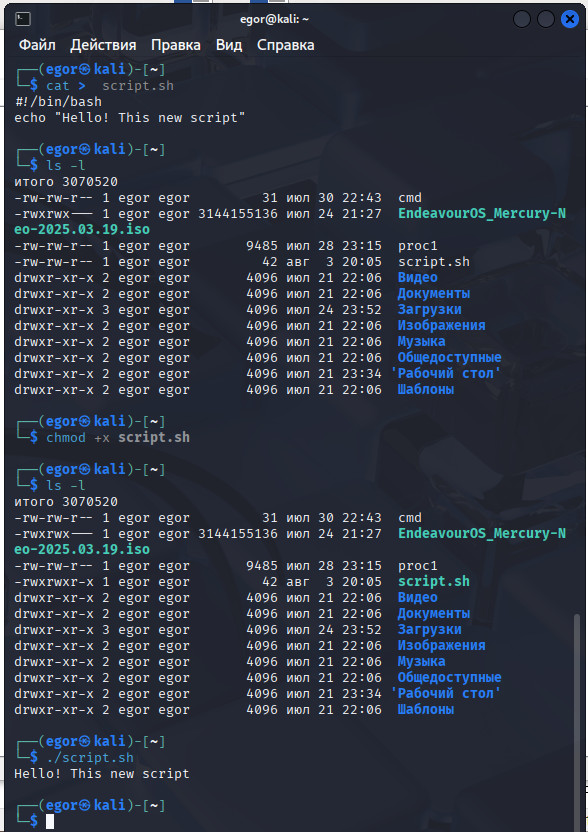 egor@kali: ~
Файл Действия Правка Вид Справка
┌──(egor㉿kali)-[~]
└─$ cat >  script.sh
#!/bin/bash
echo "Hello! This new script"
┌──(egor㉿kali)-[~]
└─$ ls -l
итого 3070520
-rw-rw-r-- 1 egor egor         31 июл 30 22:43  cmd
-rwxrwx--- 1 egor egor 3144155136 июл 24 21:27  EndeavourOS_Mercury-N
eo-2025.03.19.iso
-rw-rw-r-- 1 egor egor       9485 июл 28 23:15  proc1
-rw-rw-r-- 1 egor egor         42 авг  3 20:05  script.sh
drwxr-xr-x 2 egor egor       4096 июл 21 22:06  Видео
drwxr-xr-x 2 egor egor       4096 июл 21 22:06  Документы
drwxr-xr-x 3 egor egor       4096 июл 24 23:52  Загрузки
drwxr-xr-x 2 egor egor       4096 июл 21 22:06  Изображения
drwxr-xr-x 2 egor egor       4096 июл 21 22:06  Музыка
drwxr-xr-x 2 egor egor       4096 июл 21 22:06  Общедоступные
drwxr-xr-x 2 egor egor       4096 июл 21 23:34 'Рабочий стол'
drwxr-xr-x 2 egor egor       4096 июл 21 22:06  Шаблоны
┌──(egor㉿kali)-[~]
└─$ chmod +x script.sh
┌──(egor㉿kali)-[~]
└─$ ls -l
итого 3070520
-rw-rw-r-- 1 egor egor         31 июл 30 22:43  cmd
-rwxrwx--- 1 egor egor 3144155136 июл 24 21:27  EndeavourOS_Mercury-N
eo-2025.03.19.iso
-rw-rw-r-- 1 egor egor       9485 июл 28 23:15  proc1
-rwxrwxr-x 1 egor egor         42 авг  3 20:05  script.sh
drwxr-xr-x 2 egor egor       4096 июл 21 22:06  Видео
drwxr-xr-x 2 egor egor       4096 июл 21 22:06  Документы
drwxr-xr-x 3 egor egor       4096 июл 24 23:52  Загрузки
drwxr-xr-x 2 egor egor       4096 июл 21 22:06  Изображения
drwxr-xr-x 2 egor egor       4096 июл 21 22:06  Музыка
drwxr-xr-x 2 egor egor       4096 июл 21 22:06  Общедоступные
drwxr-xr-x 2 egor egor       4096 июл 21 23:34 'Рабочий стол'
drwxr-xr-x 2 egor egor       4096 июл 21 22:06  Шаблоны
┌──(egor㉿kali)-[~]
└─$ ./script.sh
Hello! This new script
┌──(egor㉿kali)-[~]
└─$